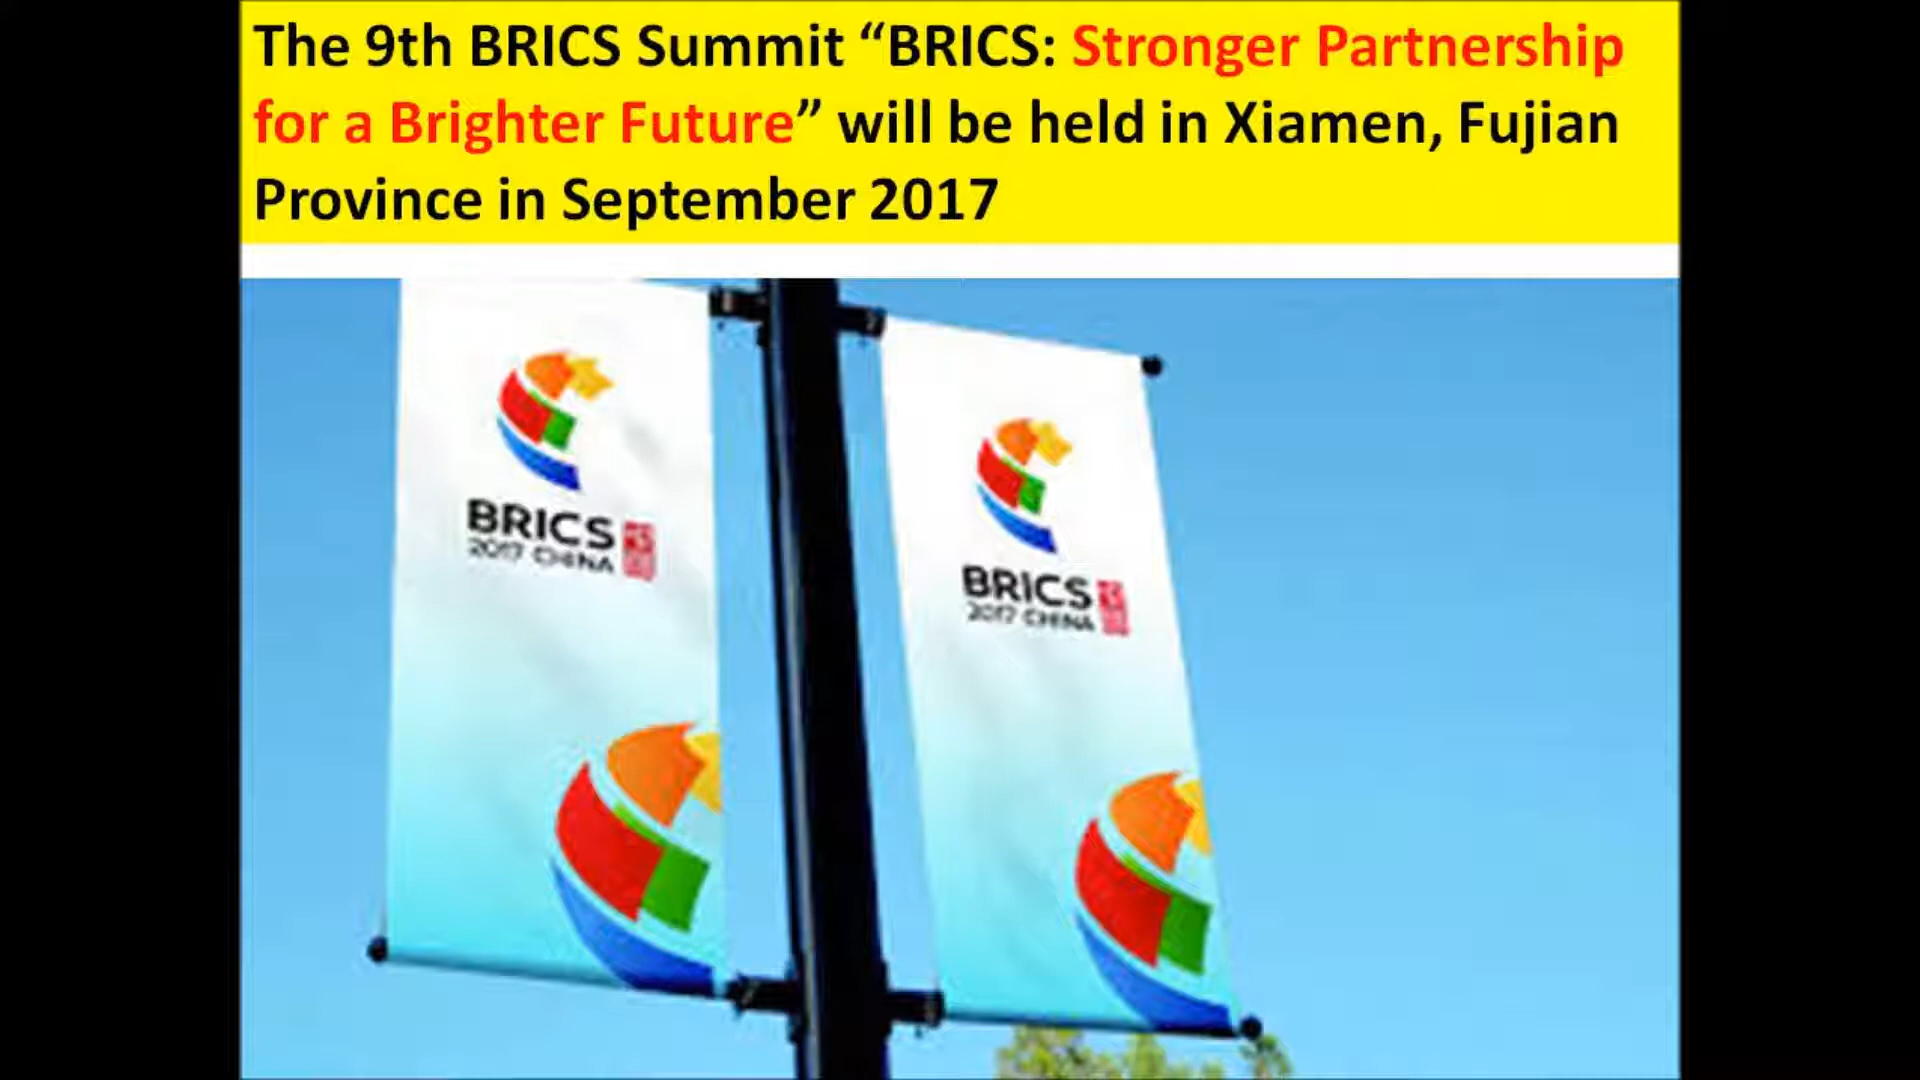 The 9th BRICS Summit “BRICS: Stronger Partnership
for a Brighter Future” will be held in Xiamen, Fujian
Province in September 2017
BRICS
2017 CHINA
BRICS
2017 CHINA